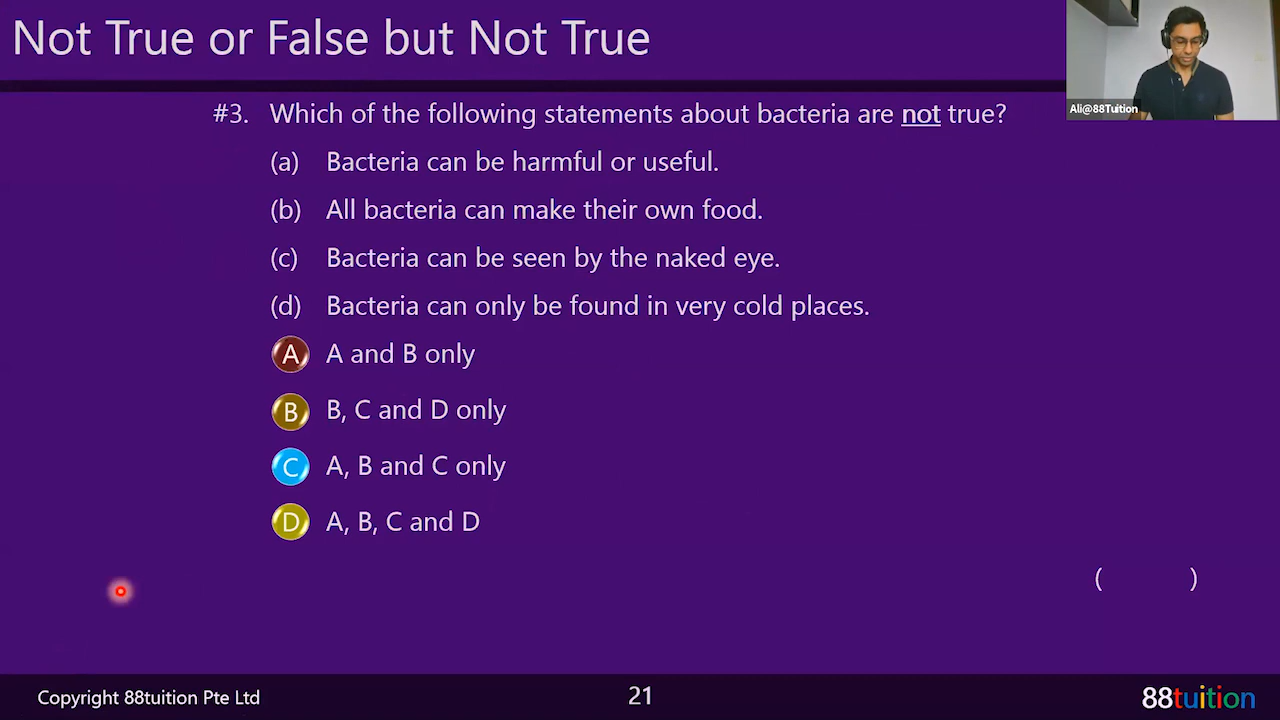 Not True or False but Not True
Ali@88Tuition
#3. Which of the following statements about bacteria are not true?
(a) Bacteria can be harmful or useful.
(b) All bacteria can make their own food.
(c) Bacteria can be seen by the naked eye.
(d) Bacteria can only be found in very cold places.
A A and B only
B B, C and D only
C A, B and C only
D A, B, C and D
( )
Copyright 88tuition Pte Ltd
21
88tuition